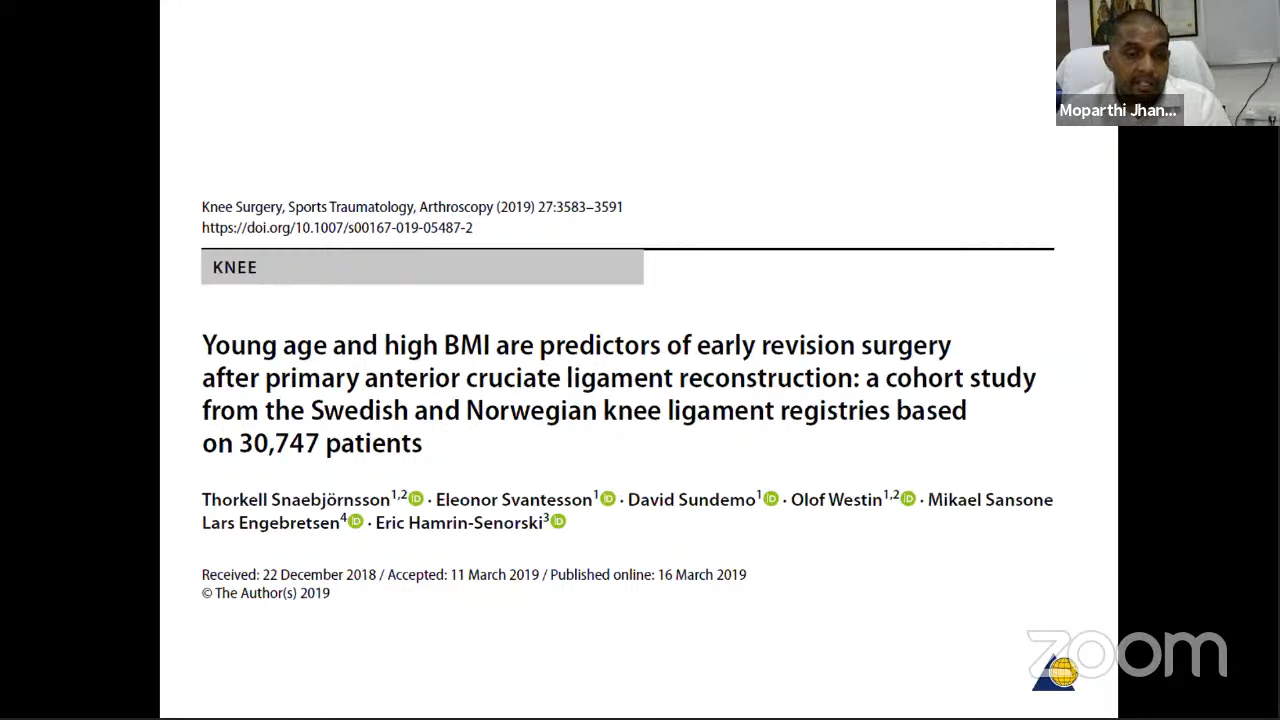 Moparthi Jhan...
Knee Surgery, Sports Traumatology, Arthroscopy (2019) 27:3583–3591
https://doi.org/10.1007/s00167-019-05487-2
KNEE
Young age and high BMI are predictors of early revision surgery
after primary anterior cruciate ligament reconstruction: a cohort study
from the Swedish and Norwegian knee ligament registries based
on 30,747 patients
Thorkell Snaebjörnsson1,2 · Eleonor Svantesson1 · David Sundemo1 · Olof Westin1,2 · Mikael Sansone
Lars Engebretsen4 · Eric Hamrin-Senorski3
Received: 22 December 2018 / Accepted: 11 March 2019 / Published online: 16 March 2019
© The Author(s) 2019
zoom